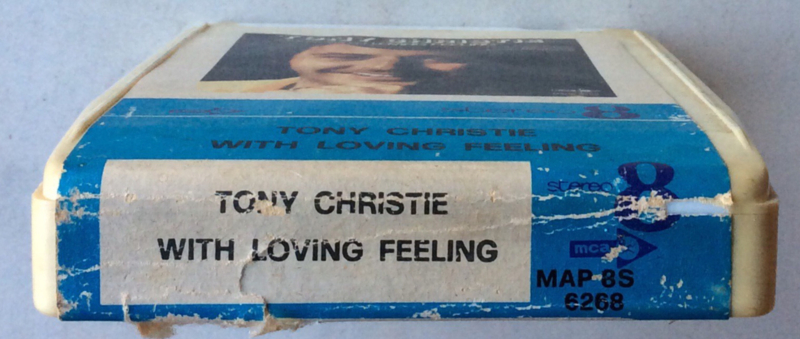 TONY CHRISTIE
WITH LOVING FEELING
TONY CHRISTIE
WITH LOVING FEELING
stereo 8
mca
MAP 8S
6268